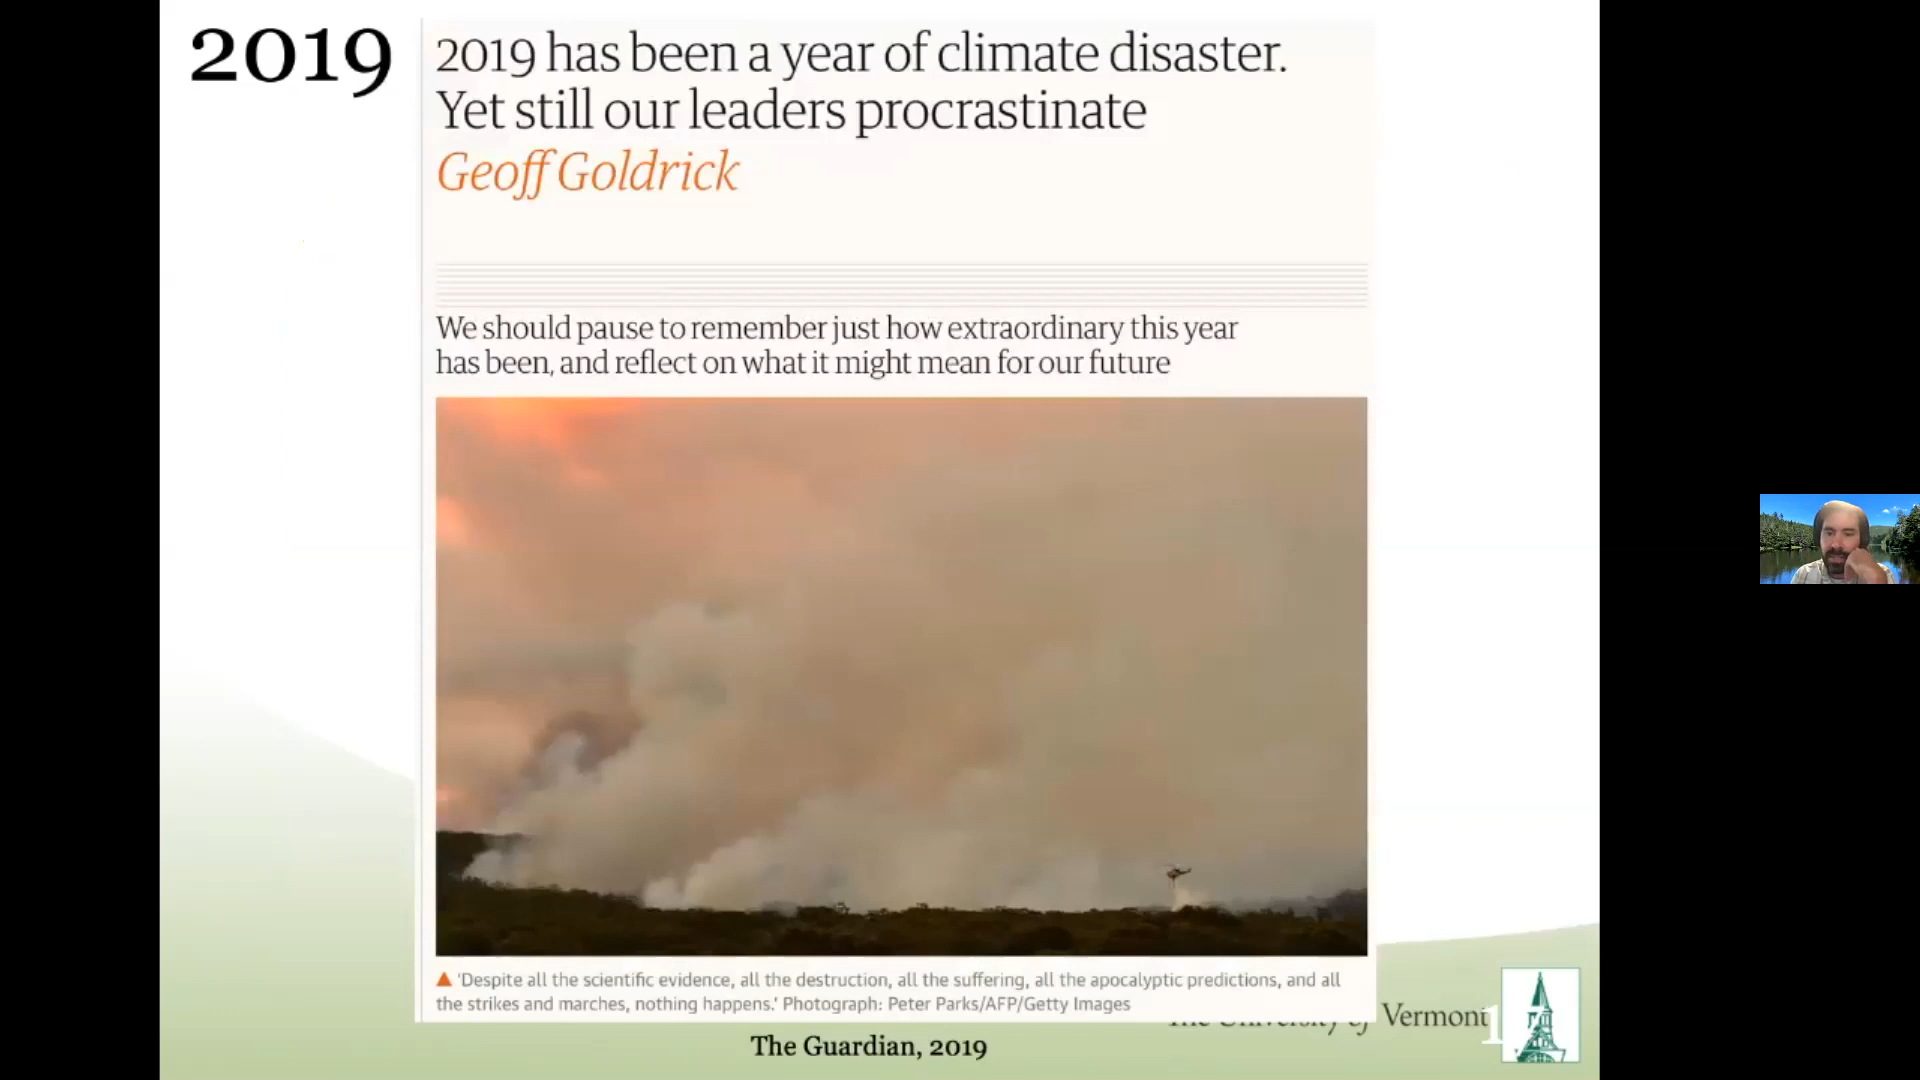 2019
2019 has been a year of climate disaster.
Yet still our leaders procrastinate
Geoff Goldrick
We should pause to remember just how extraordinary this year
has been, and reflect on what it might mean for our future
▲ 'Despite all the scientific evidence, all the destruction, all the suffering, all the apocalyptic predictions, and all
the strikes and marches, nothing happens.' Photograph: Peter Parks/AFP/Getty Images
The University of Vermont
The Guardian, 2019